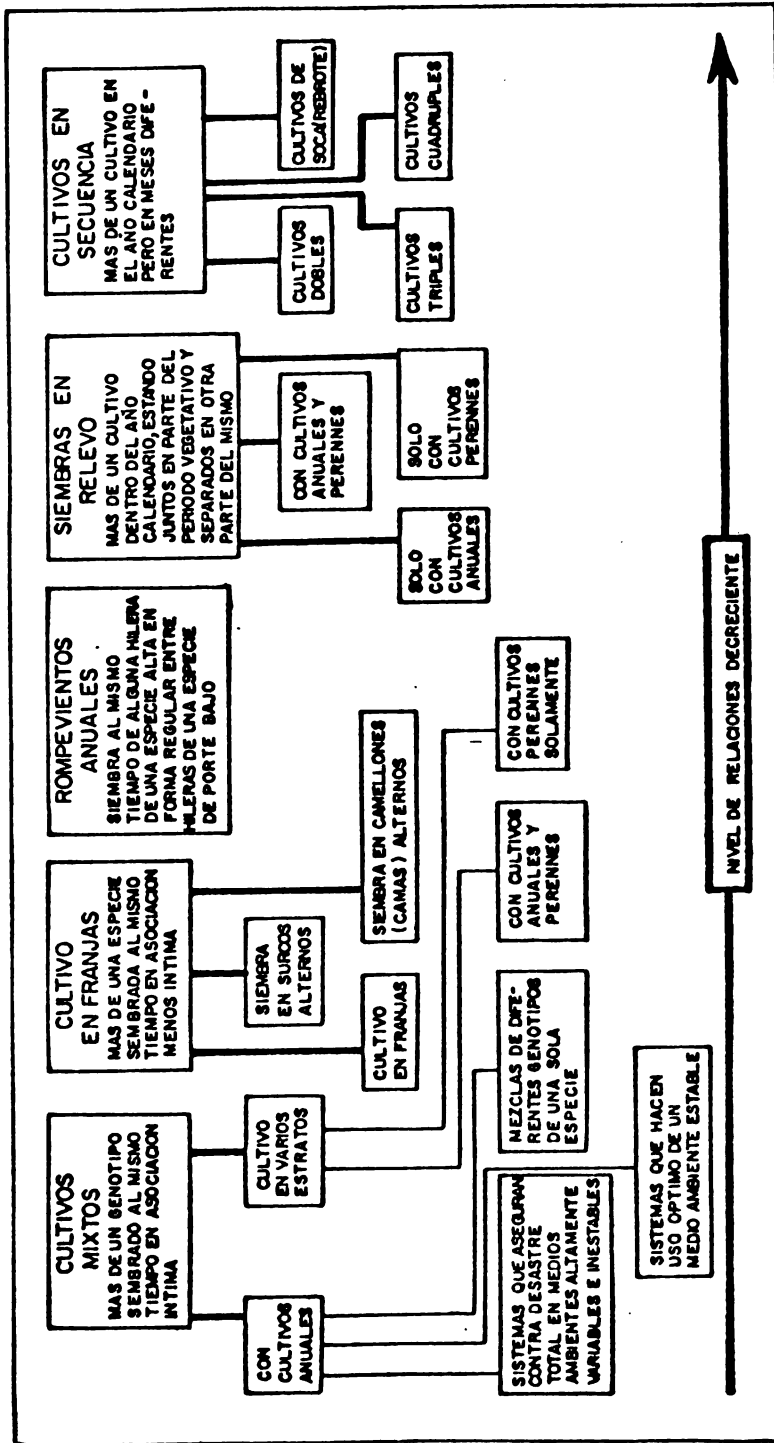 CULTIVOS
MIXTOS
MAS DE UN GENOTIPO
SEMBRADO AL MISMO
TIEMPO EN ASOCIACION
INTIMA
CON
CULTIVOS
ANUALES
CULTIVO
EN VARIOS
ESTRATOS
SISTEMAS QUE ASEGURAN
CONTRA DESASTRE
TOTAL EN MEDIOS
AMBIENTES ALTAMENTE
VARIABLES E INESTABLES
SISTEMAS QUE HACEN
USO OPTIMO DE UN
MEDIO AMBIENTE ESTABLE
MEZCLAS DE DIFE-
RENTES GENOTIPOS
DE UNA SOLA
ESPECIE
CON CULTIVOS
ANUALES Y
PERENNES
CON CULTIVOS
PERENNES
SOLAMENTE
CULTIVO
EN FRANJAS
MAS DE UNA ESPECIE
SEMBRADA AL MISMO
TIEMPO EN ASOCIACION
MENOS INTIMA
CULTIVO
EN FRANJAS
SIEMBRA
EN SURCOS
ALTERNOS
SIEMBRA EN CAMELLONES
(CAMAS) ALTERNOS
ROMPEVIENTOS
ANUALES
SIEMBRA AL MISMO
TIEMPO DE ALGUNA HILERA
DE UNA ESPECIE ALTA EN
FORMA REGULAR ENTRE
HILERAS DE UNA ESPECIE
DE PORTE BAJO
SIEMBRAS EN
RELEVO
MAS DE UN CULTIVO
DENTRO DEL AÑO
CALENDARIO, ESTANDO
JUNTOS EN PARTE DEL
PERIODO VEGETATIVO Y
SEPARADOS EN OTRA
PARTE DEL MISMO
SOLO
CON
CULTIVOS
ANUALES
CON CULTIVOS
ANUALES Y
PERENNES
SOLO
CON CULTIVOS
PERENNES
CULTIVOS EN
SECUENCIA
MAS DE UN CULTIVO EN
EL AÑO CALENDARIO
PERO EN MESES DIFE-
RENTES
CULTIVOS
DOBLES
CULTIVOS
TRIPLES
CULTIVOS
CUADRUPLES
CULTIVOS DE
SOCA(REBROTE)
NIVEL DE RELACIONES DECRECIENTE